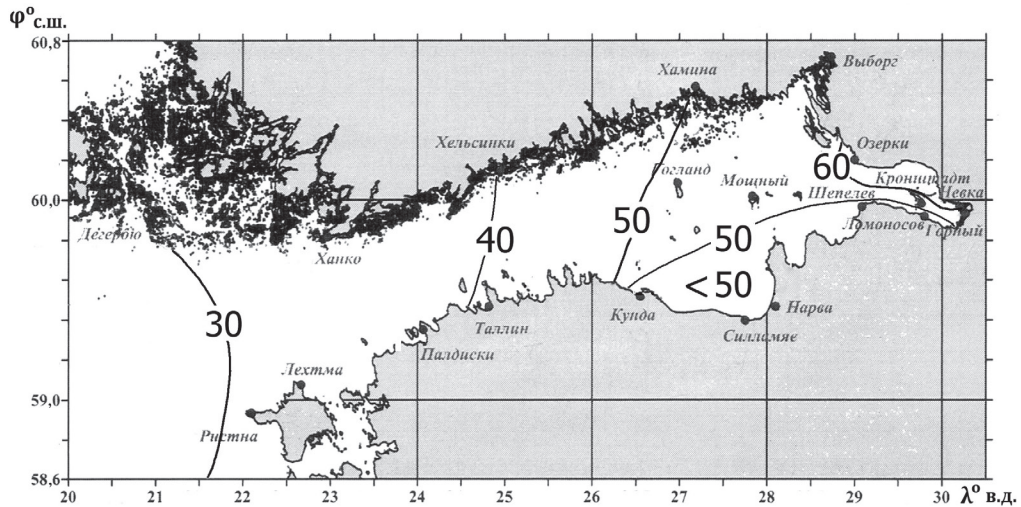 φ° с.ш.
60.8
60.0
59,0
58.6
20 21 22 23 24 25 26 27 28 29 30 λ° в.д.
Выборг
Хамина
Хельсинки
Озерки
60
Гогланд
Кронштадт
Мощный
Шепелев
Невка
Дегербю
50
Ломоносов
Горный
Ханко
40
50
<50
30
Таллин
Кунда
Нарва
Силламяе
Палдиски
Лехтма
Ристна